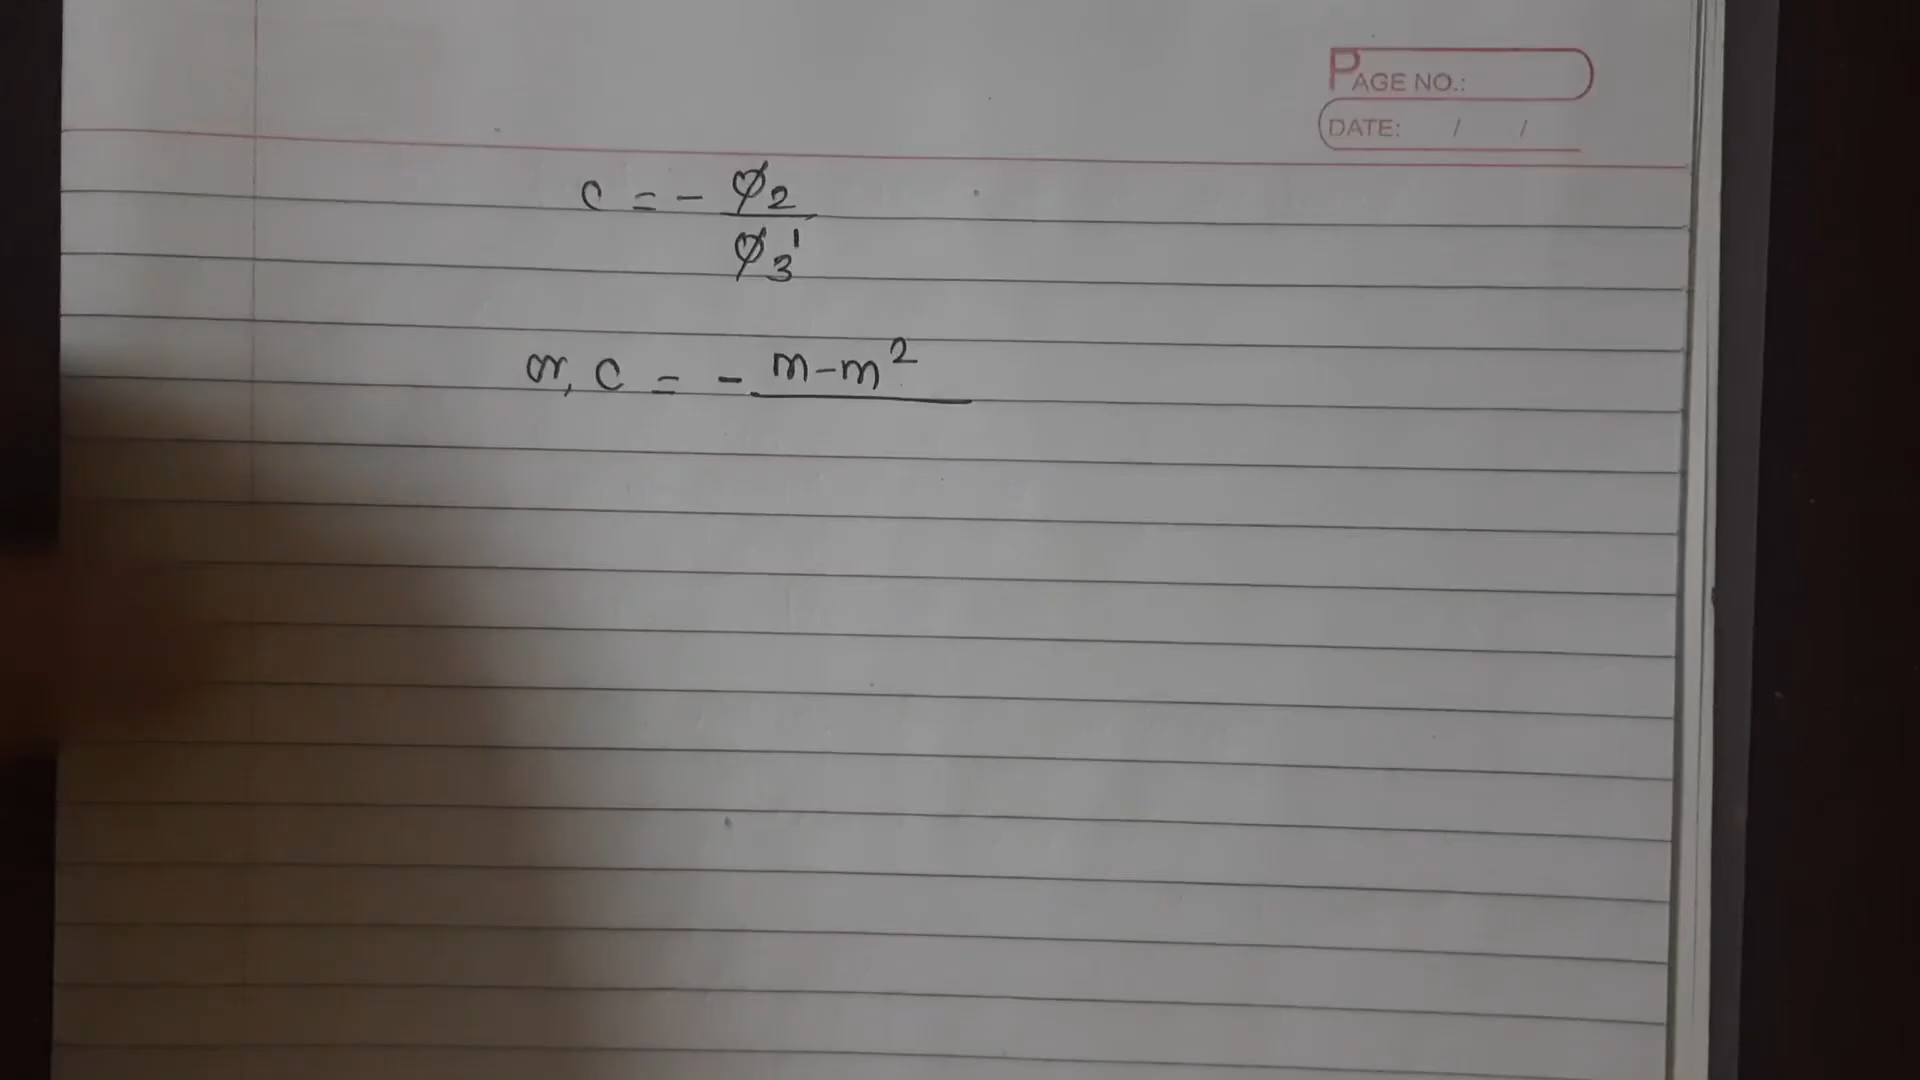 PAGE NO.:
DATE: / /
c = - φ2
φ3'
or, c = - m-m²